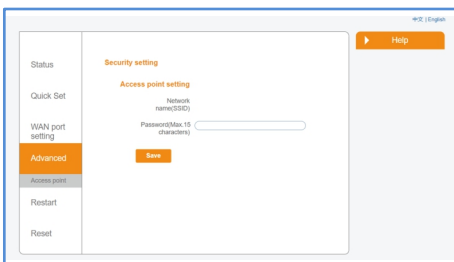 中文 | English
Help
Status
Quick Set
WAN port
setting
Advanced
Access point
Restart
Reset
Security setting
Access point setting
Network
name(SSID)
Password(Max,15
characters)
Save